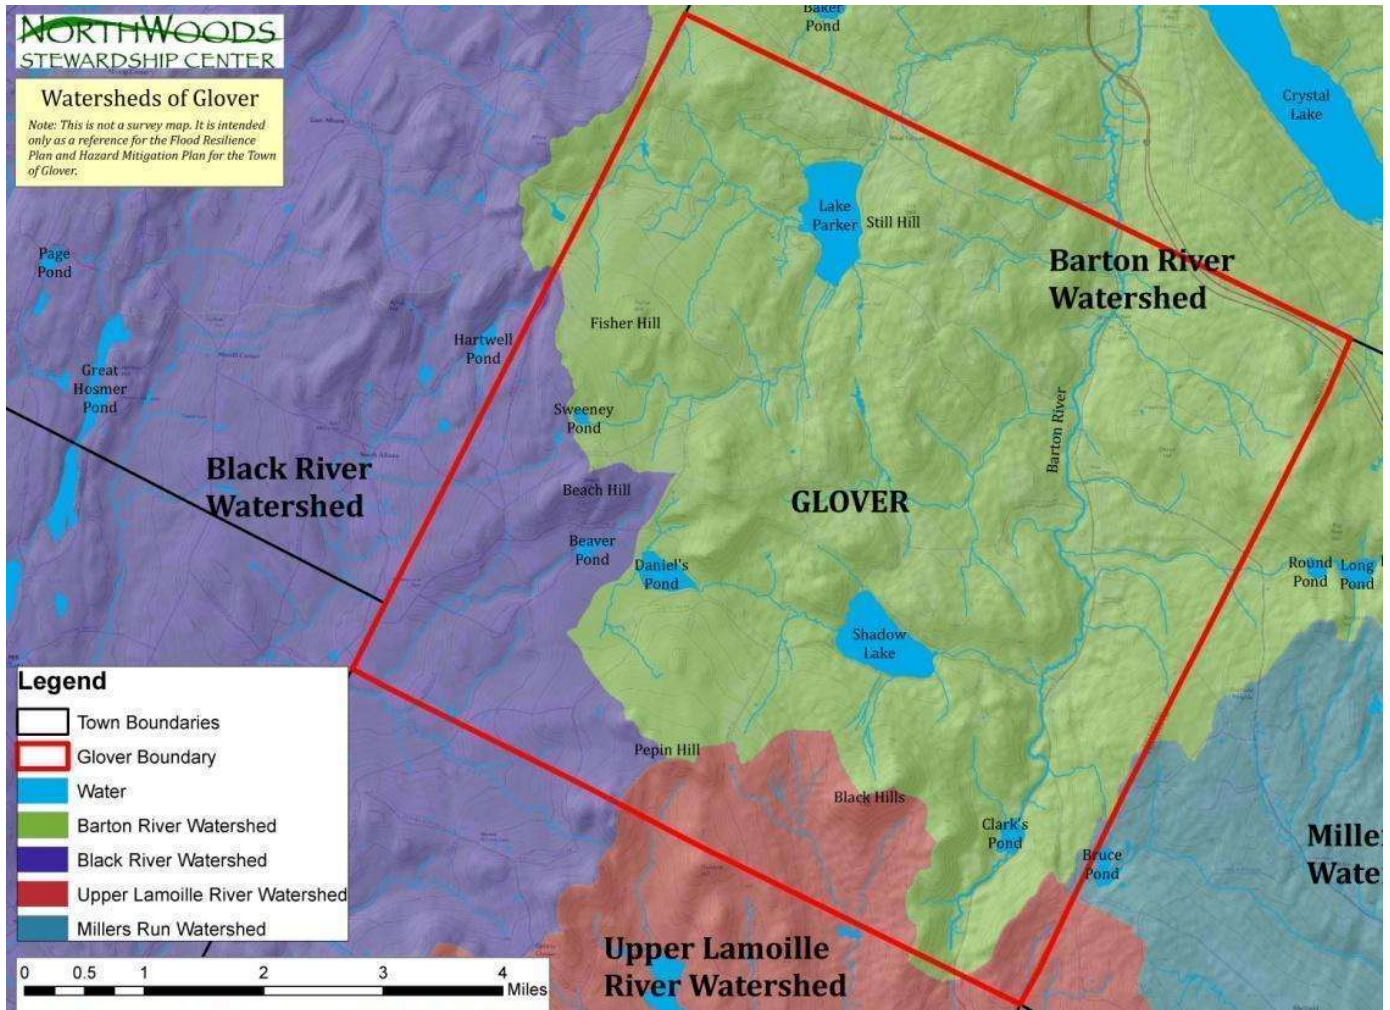 NORTHWOODS
STEWARDSHIP CENTER
Watersheds of Glover
Note: This is not a survey map. It is intended
only as a reference for the Flood Resilience
Plan and Hazard Mitigation Plan for the Town
of Glover.
Baker
Pond
Crystal
Lake
Lake
Parker
Still Hill
Page
Pond
Barton River
Watershed
Fisher Hill
Hartwell
Pond
Great
Hosmer
Pond
Sweeney
Pond
Barton River
Black River
Watershed
Beach Hill
GLOVER
Beaver
Pond
Daniel's
Pond
Round
Pond
Long
Pond
Shadow
Lake
Pepin Hill
Black Hills
Clark's
Pond
Bruce
Pond
Mille
Wate
Upper Lamoille
River Watershed
Legend
Town Boundaries
Glover Boundary
Water
Barton River Watershed
Black River Watershed
Upper Lamoille River Watershed
Millers Run Watershed
0 0.5 1 2 3 4
Miles